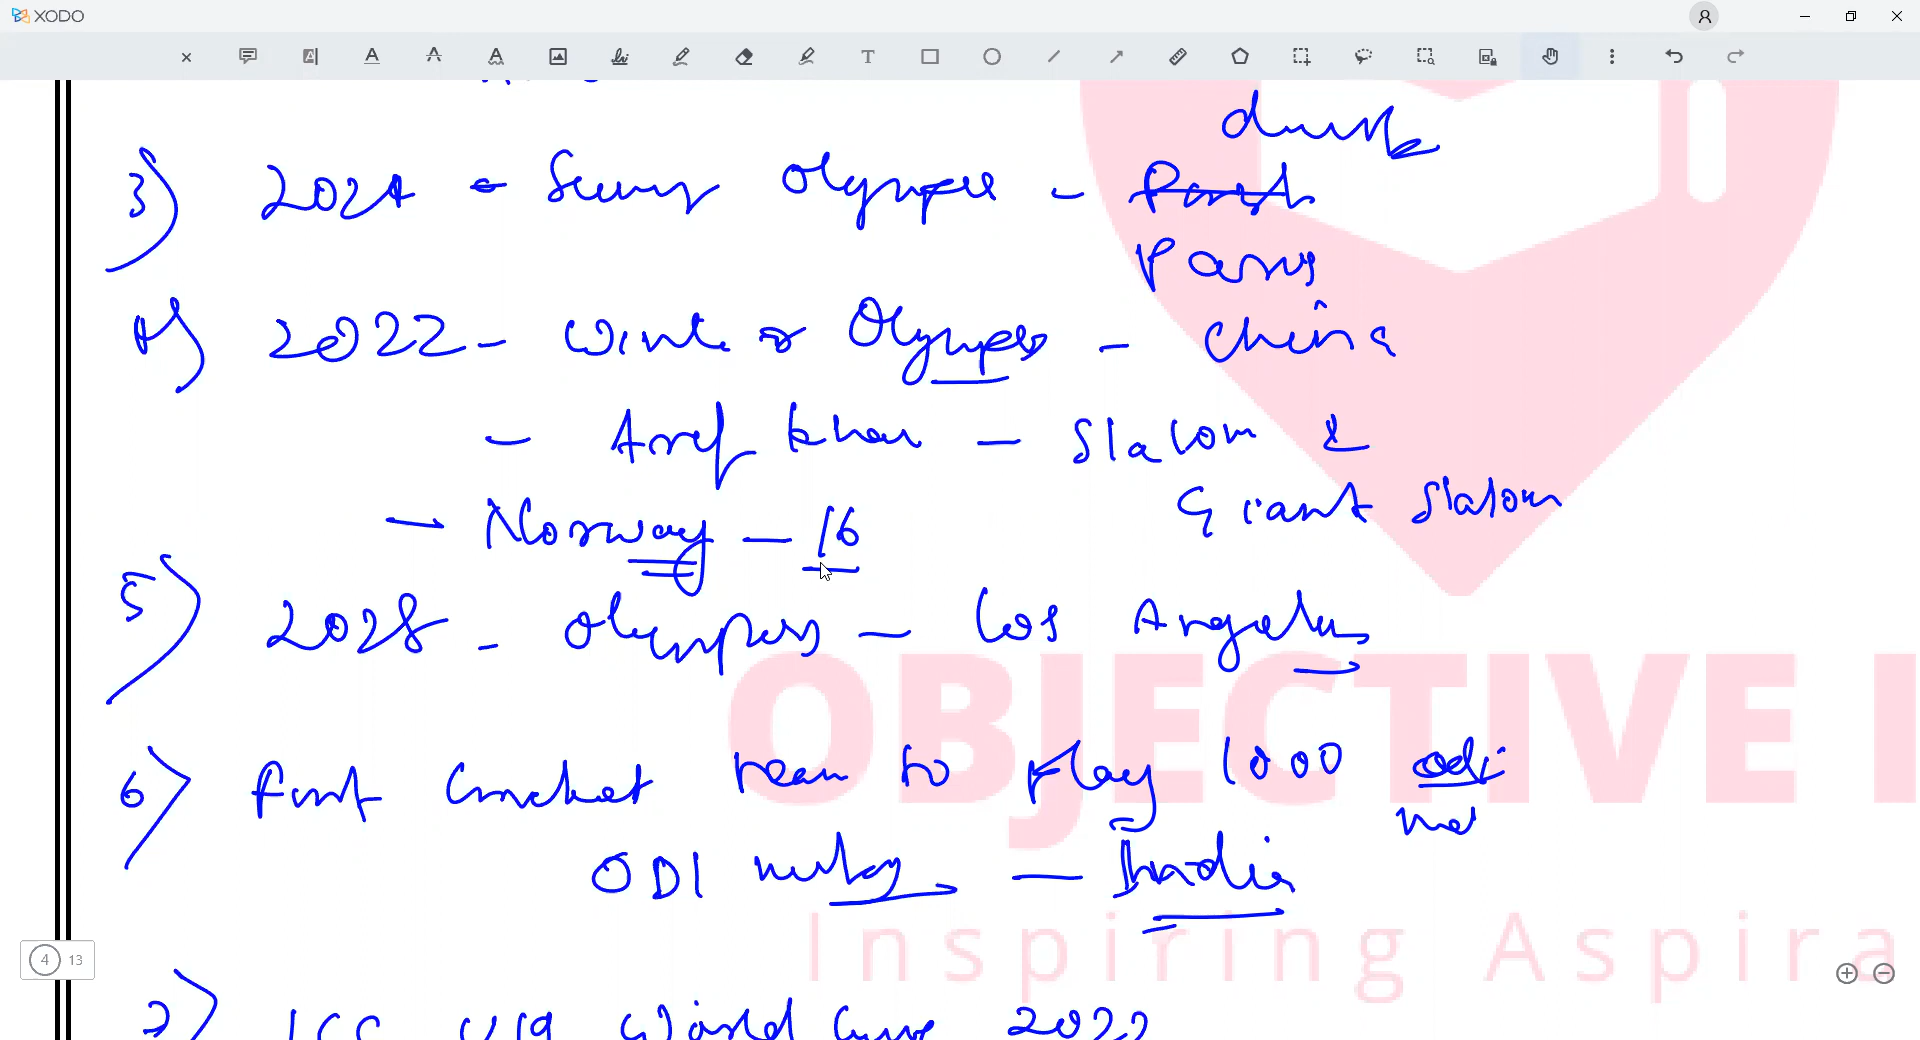 XODO
3) 2024 - Summer Olympics - Paris
4) 2022 - Winter Olympics - China
- Arif Khan - Slalom &
Giant Slalom
→ Norway - 16
5) 2028 - Olympics - Los Angeles
6) First Cricket team to play 1000 odi
ODI - India
7) ICC U19 World Cup 2022
OBJECTIVE I
Inspiring Aspira
4 13